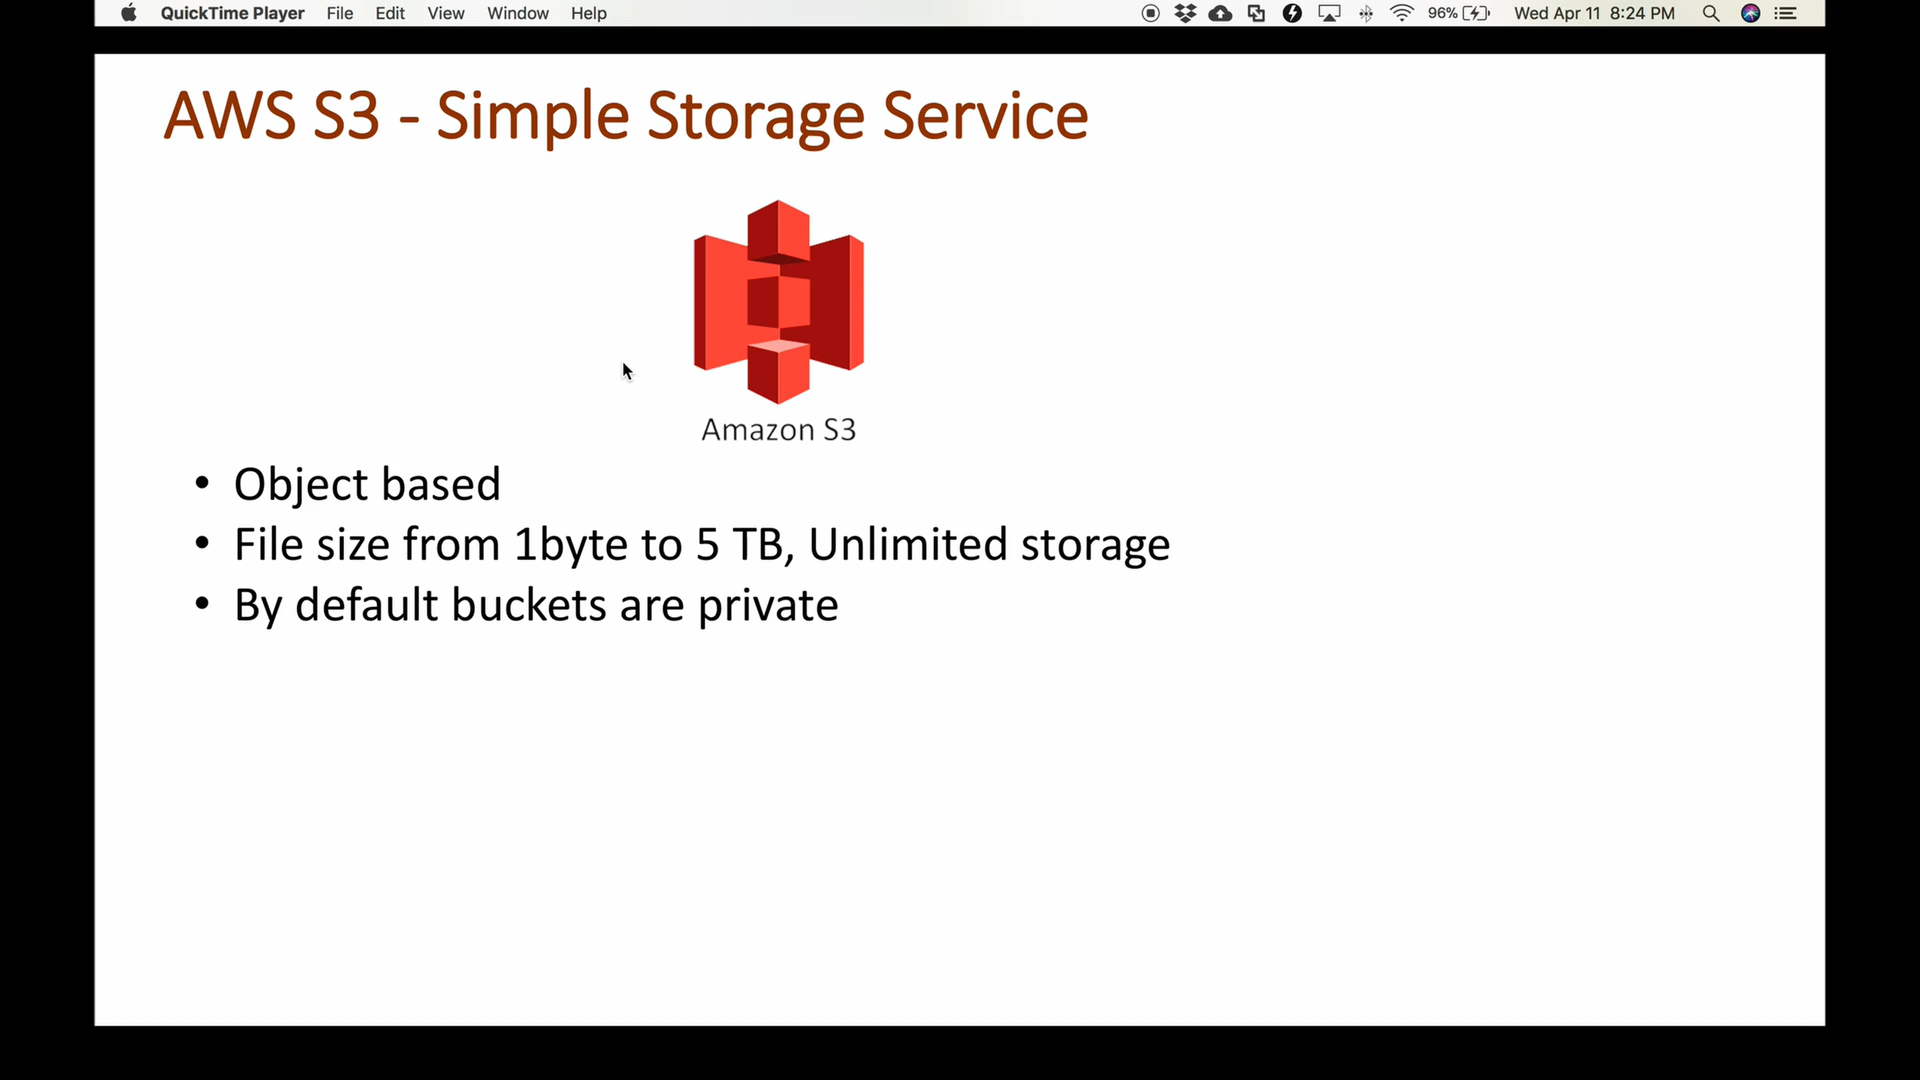 QuickTime Player File Edit View Window Help 96% Wed Apr 11 8:24 PM
AWS S3 - Simple Storage Service
Amazon S3
• Object based
• File size from 1byte to 5 TB, Unlimited storage
• By default buckets are private